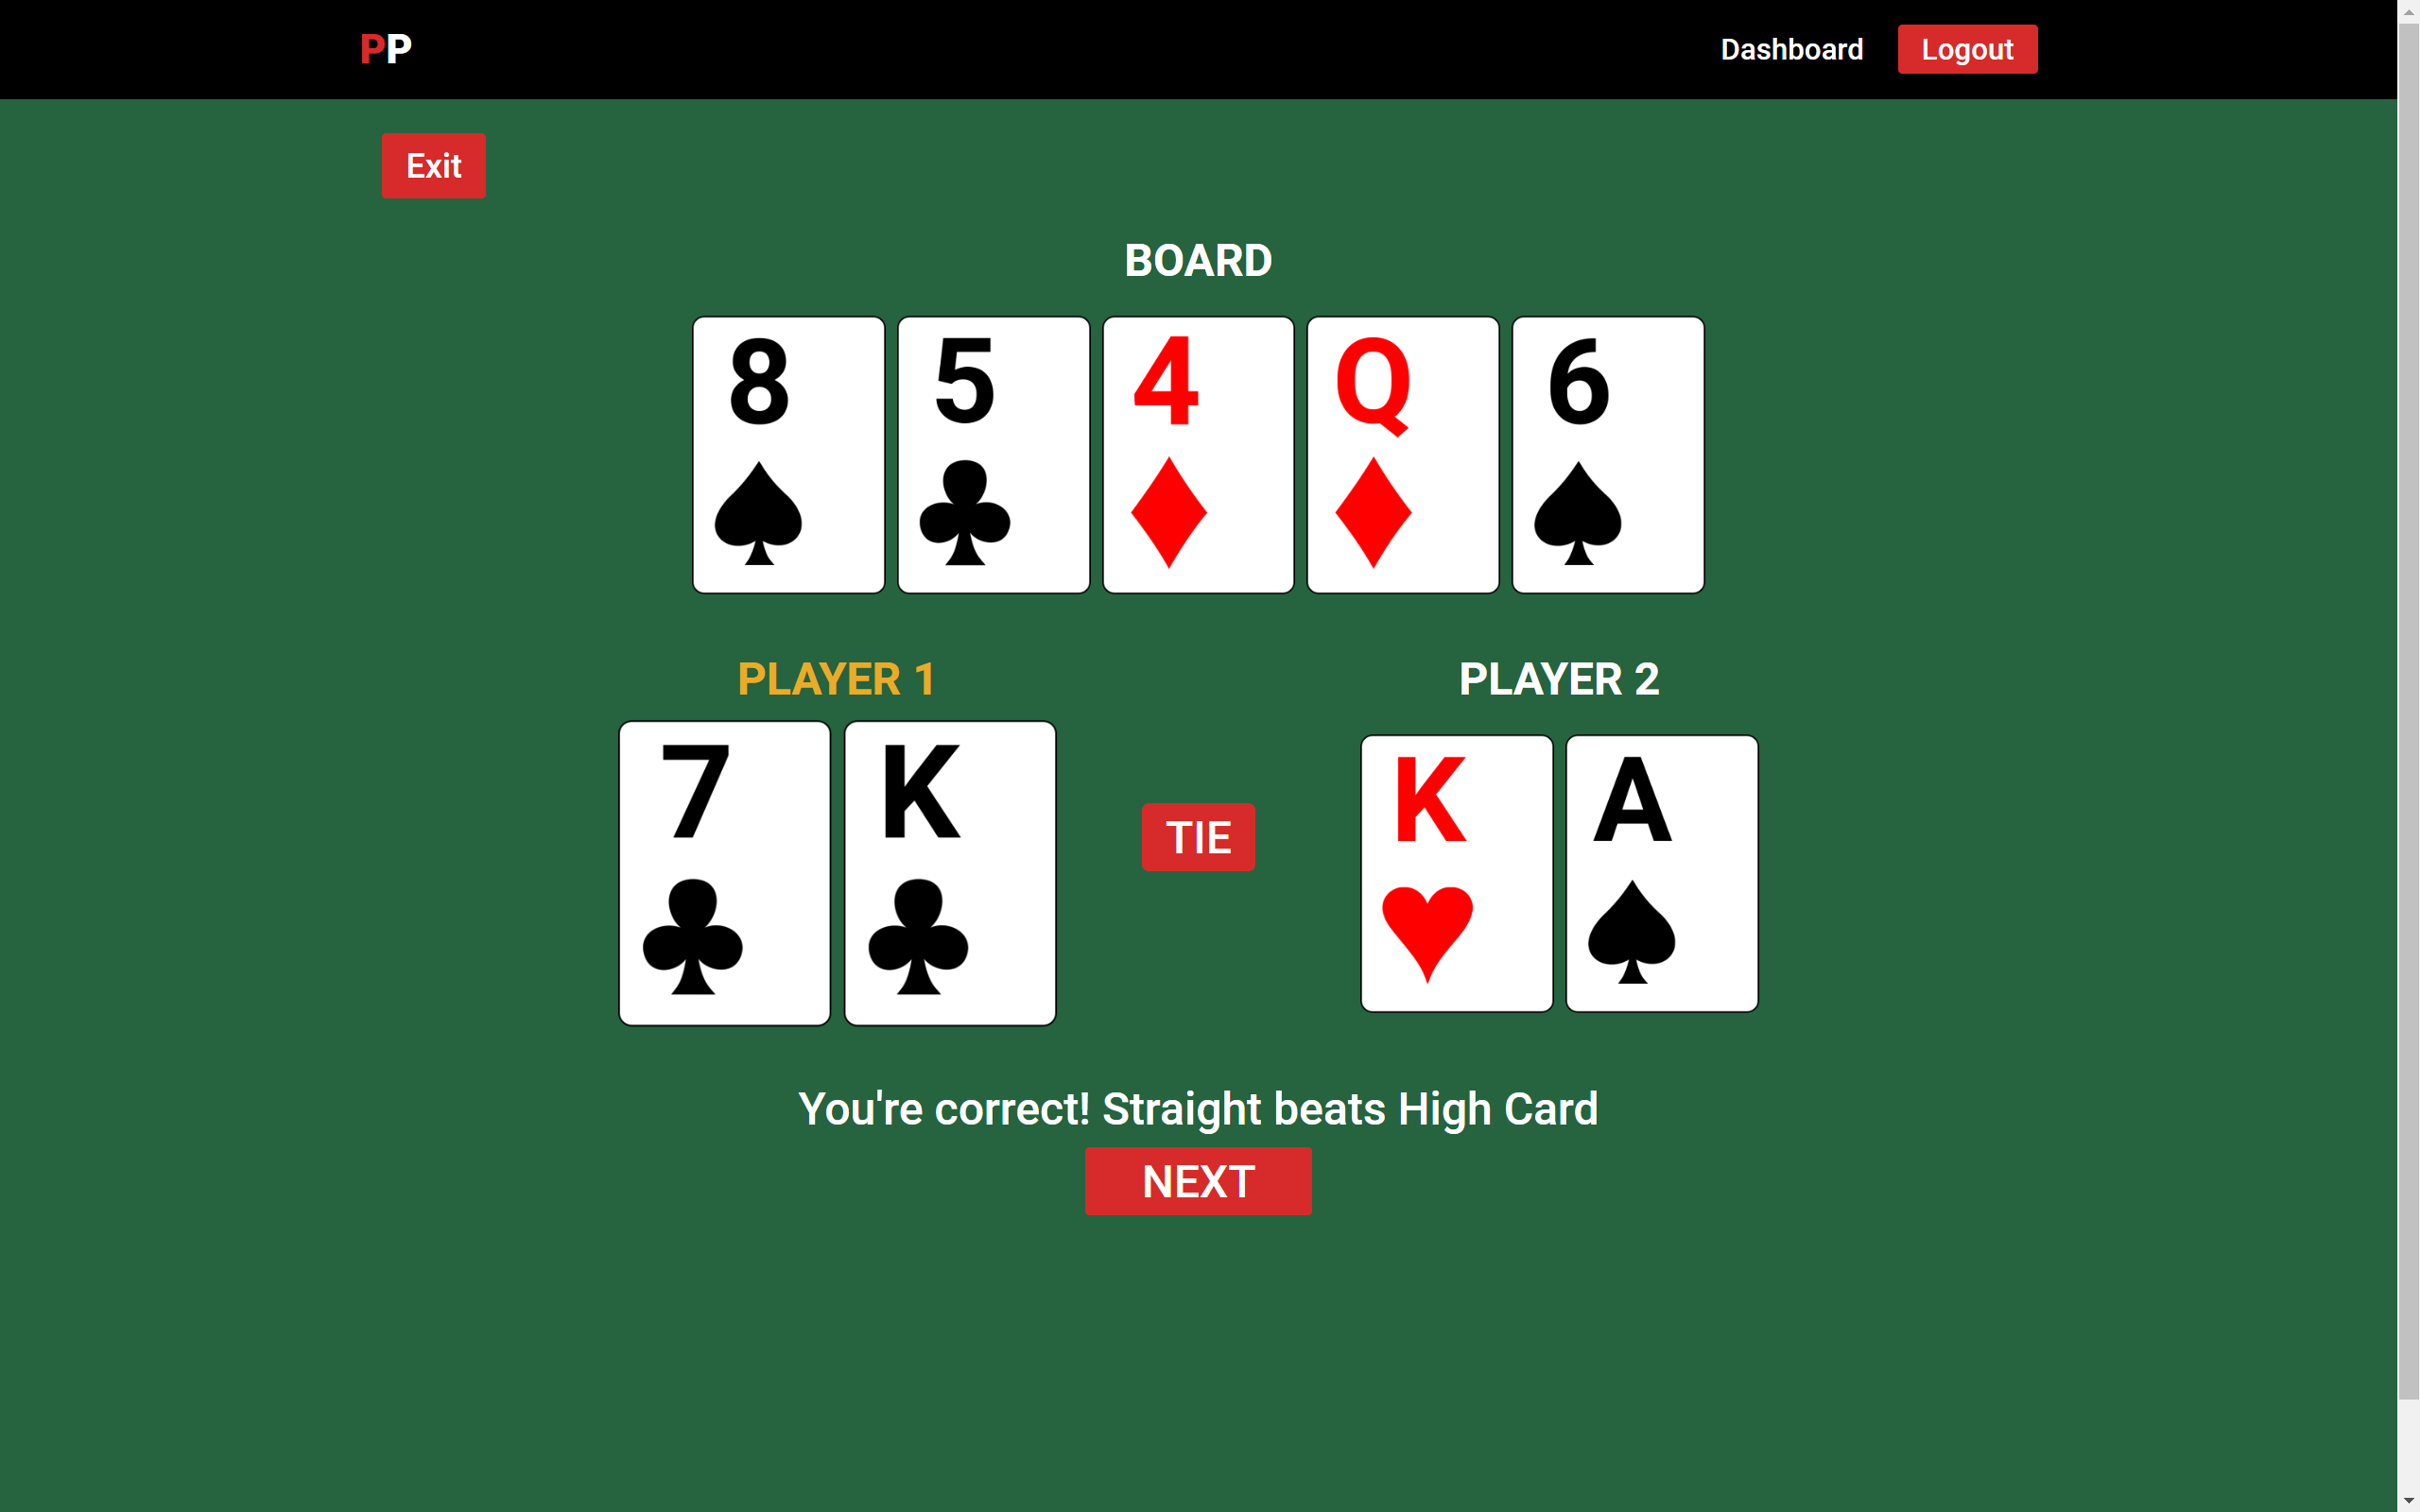 PP Dashboard Logout
Exit
BOARD
8 5 4 Q 6
PLAYER 1 PLAYER 2
7 K TIE K A
You're correct! Straight beats High Card
NEXT